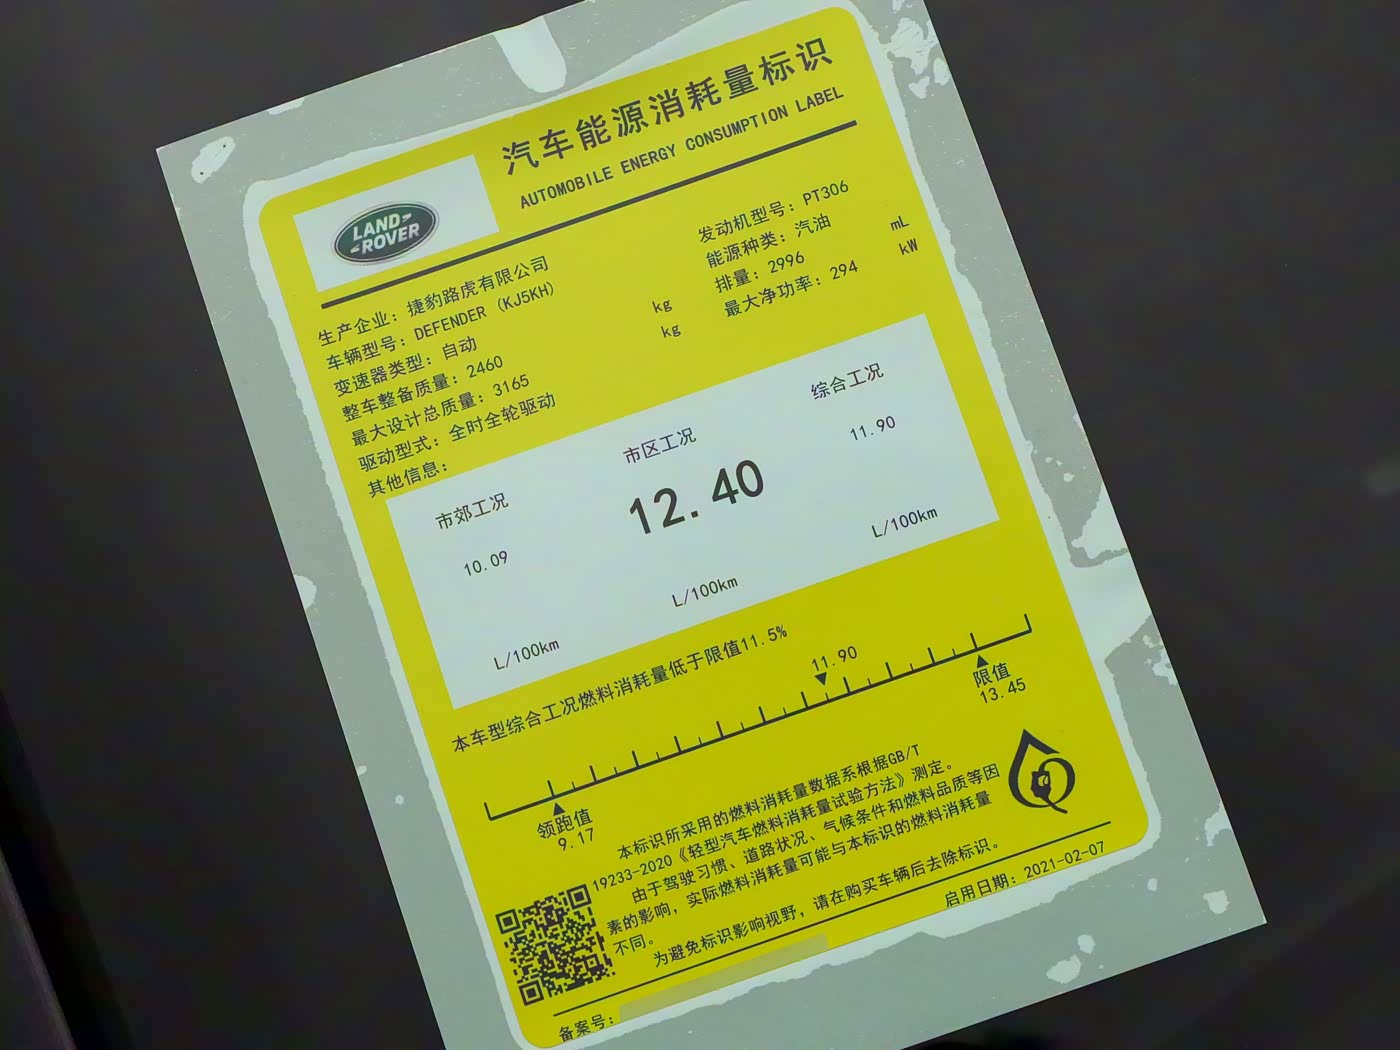 汽车能源消耗量标识
AUTOMOBILE ENERGY CONSUMPTION LABEL
LAND-
-ROVER
生产企业：捷豹路虎有限公司
车辆型号：DEFENDER (KJ5KH)
变速器类型：自动
整车整备质量：2460 kg
最大设计总质量：3165 kg
驱动型式：全时全轮驱动
其他信息：
发动机型号：PT306
能源种类：汽油
排量：2996 mL
最大净功率：294 kW
市郊工况
10.09
L/100km
市区工况
12.40
L/100km
综合工况
11.90
L/100km
本车型综合工况燃料消耗量低于限值11.5%
11.90
领跑值
9.17
限值
13.45
本标识所采用的燃料消耗量数据系根据GB/T
19233-2020《轻型汽车燃料消耗量试验方法》测定。
由于驾驶习惯、道路状况、气候条件和燃料品质等因
素的影响，实际燃料消耗量可能与本标识的燃料消耗量
不同。
为避免标识影响视野，请在购买车辆后去除标识。
备案号：
启用日期：2021-02-07